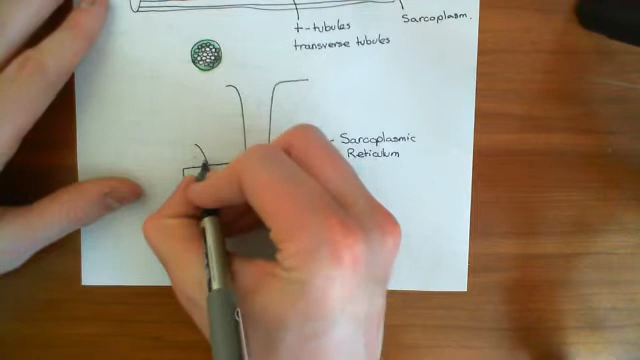 t-tubules
transverse tubules
Sarcoplasm.
Sarcoplasmic
Reticulum